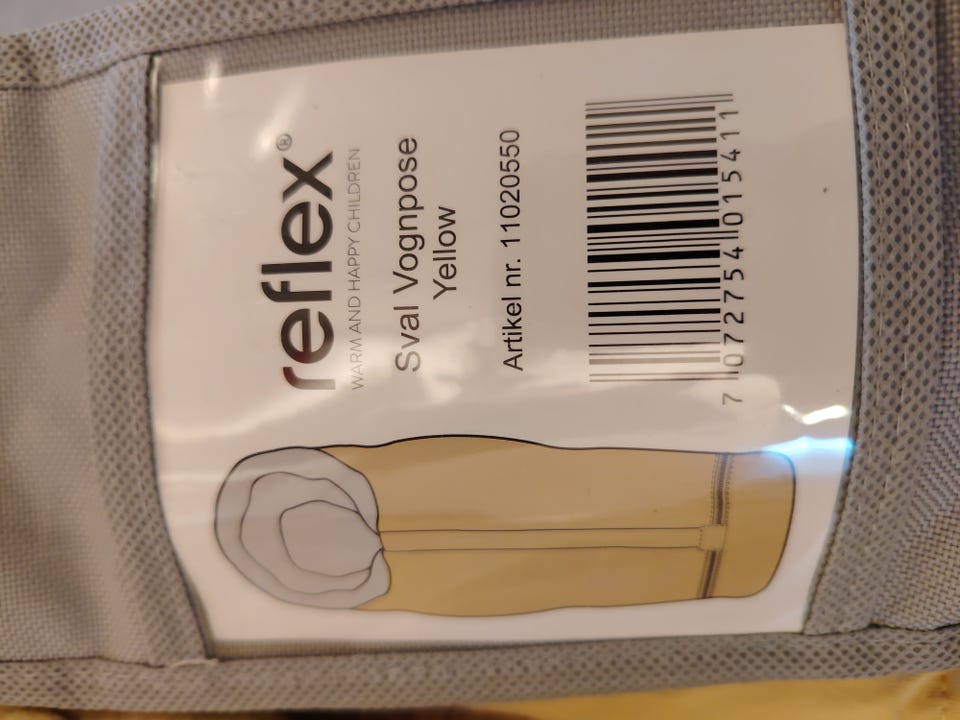 reflex®
WARM AND HAPPY CHILDREN
Sval Vognpose
Yellow
Artikel nr. 11020550
7 072754 015411